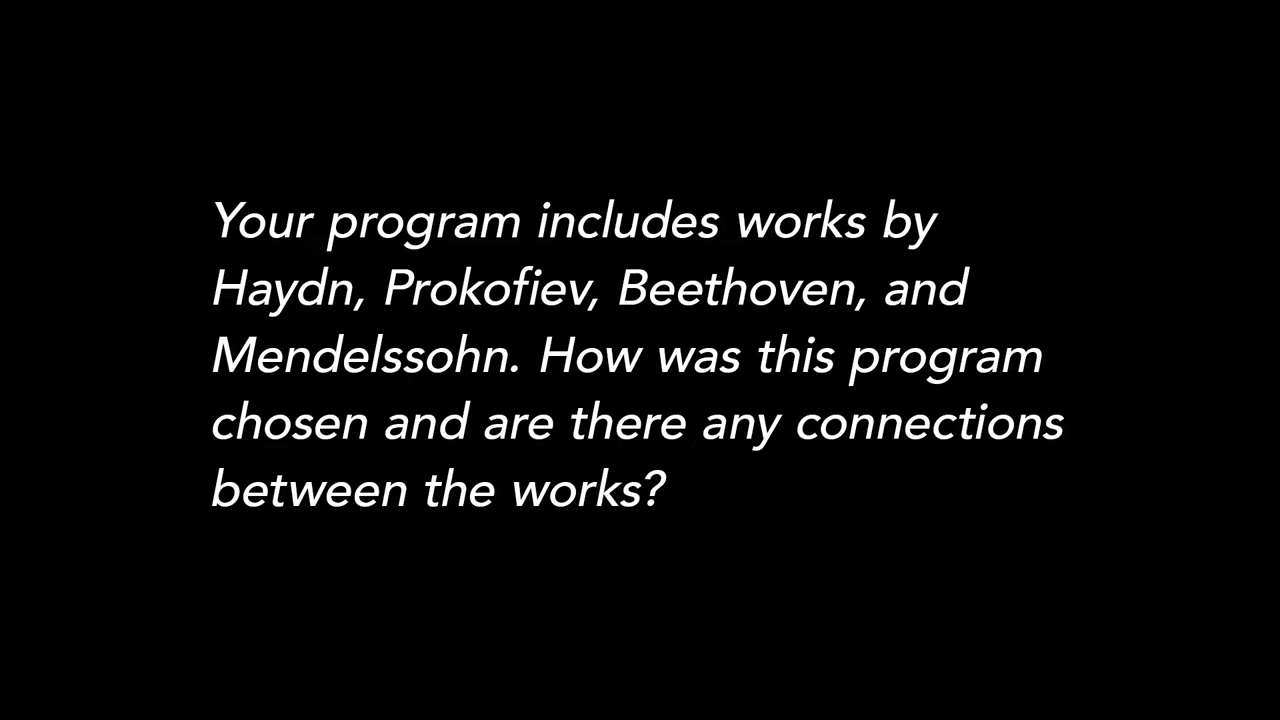 Your program includes works by
Haydn, Prokofiev, Beethoven, and
Mendelssohn. How was this program
chosen and are there any connections
between the works?